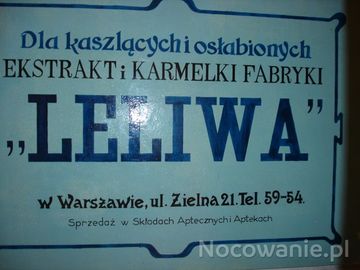 Dla kaszlących i osłabionych
EKSTRAKT i KARMELKI FABRYKI
„LELIWA”
w Warszawie, ul. Zielna 21. Tel. 59-54.
Sprzedaż w Składach Aptecznych i Aptekach
Nocowanie.pl